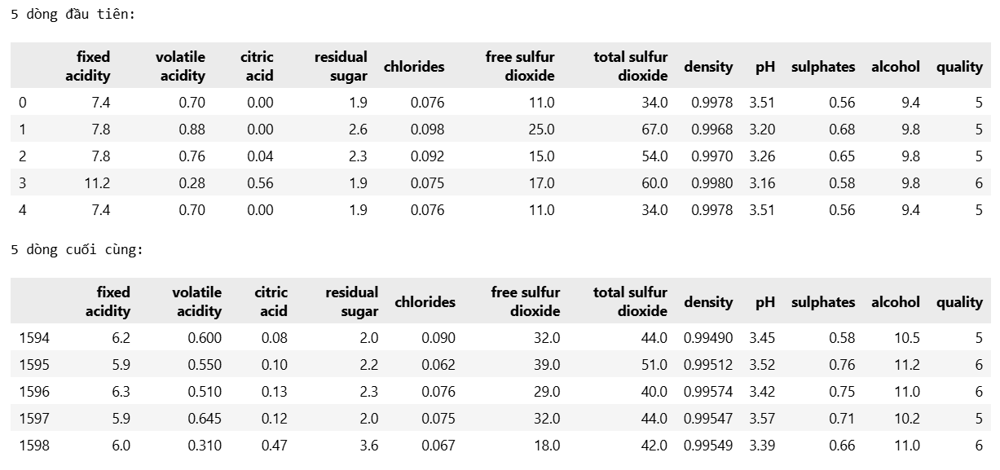 5 dòng đầu tiên:
fixed acidity volatile acidity citric acid residual sugar chlorides free sulfur dioxide total sulfur dioxide density pH sulphates alcohol quality
0 7.4 0.70 0.00 1.9 0.076 11.0 34.0 0.9978 3.51 0.56 9.4 5
1 7.8 0.88 0.00 2.6 0.098 25.0 67.0 0.9968 3.20 0.68 9.8 5
2 7.8 0.76 0.04 2.3 0.092 15.0 54.0 0.9970 3.26 0.65 9.8 5
3 11.2 0.28 0.56 1.9 0.075 17.0 60.0 0.9980 3.16 0.58 9.8 6
4 7.4 0.70 0.00 1.9 0.076 11.0 34.0 0.9978 3.51 0.56 9.4 5
5 dòng cuối cùng:
fixed acidity volatile acidity citric acid residual sugar chlorides free sulfur dioxide total sulfur dioxide density pH sulphates alcohol quality
1594 6.2 0.600 0.08 2.0 0.090 32.0 44.0 0.99490 3.45 0.58 10.5 5
1595 5.9 0.550 0.10 2.2 0.062 39.0 51.0 0.99512 3.52 0.76 11.2 6
1596 6.3 0.510 0.13 2.3 0.076 29.0 40.0 0.99574 3.42 0.75 11.0 6
1597 5.9 0.645 0.12 2.0 0.075 32.0 44.0 0.99547 3.57 0.71 10.2 5
1598 6.0 0.310 0.47 3.6 0.067 18.0 42.0 0.99549 3.39 0.66 11.0 6